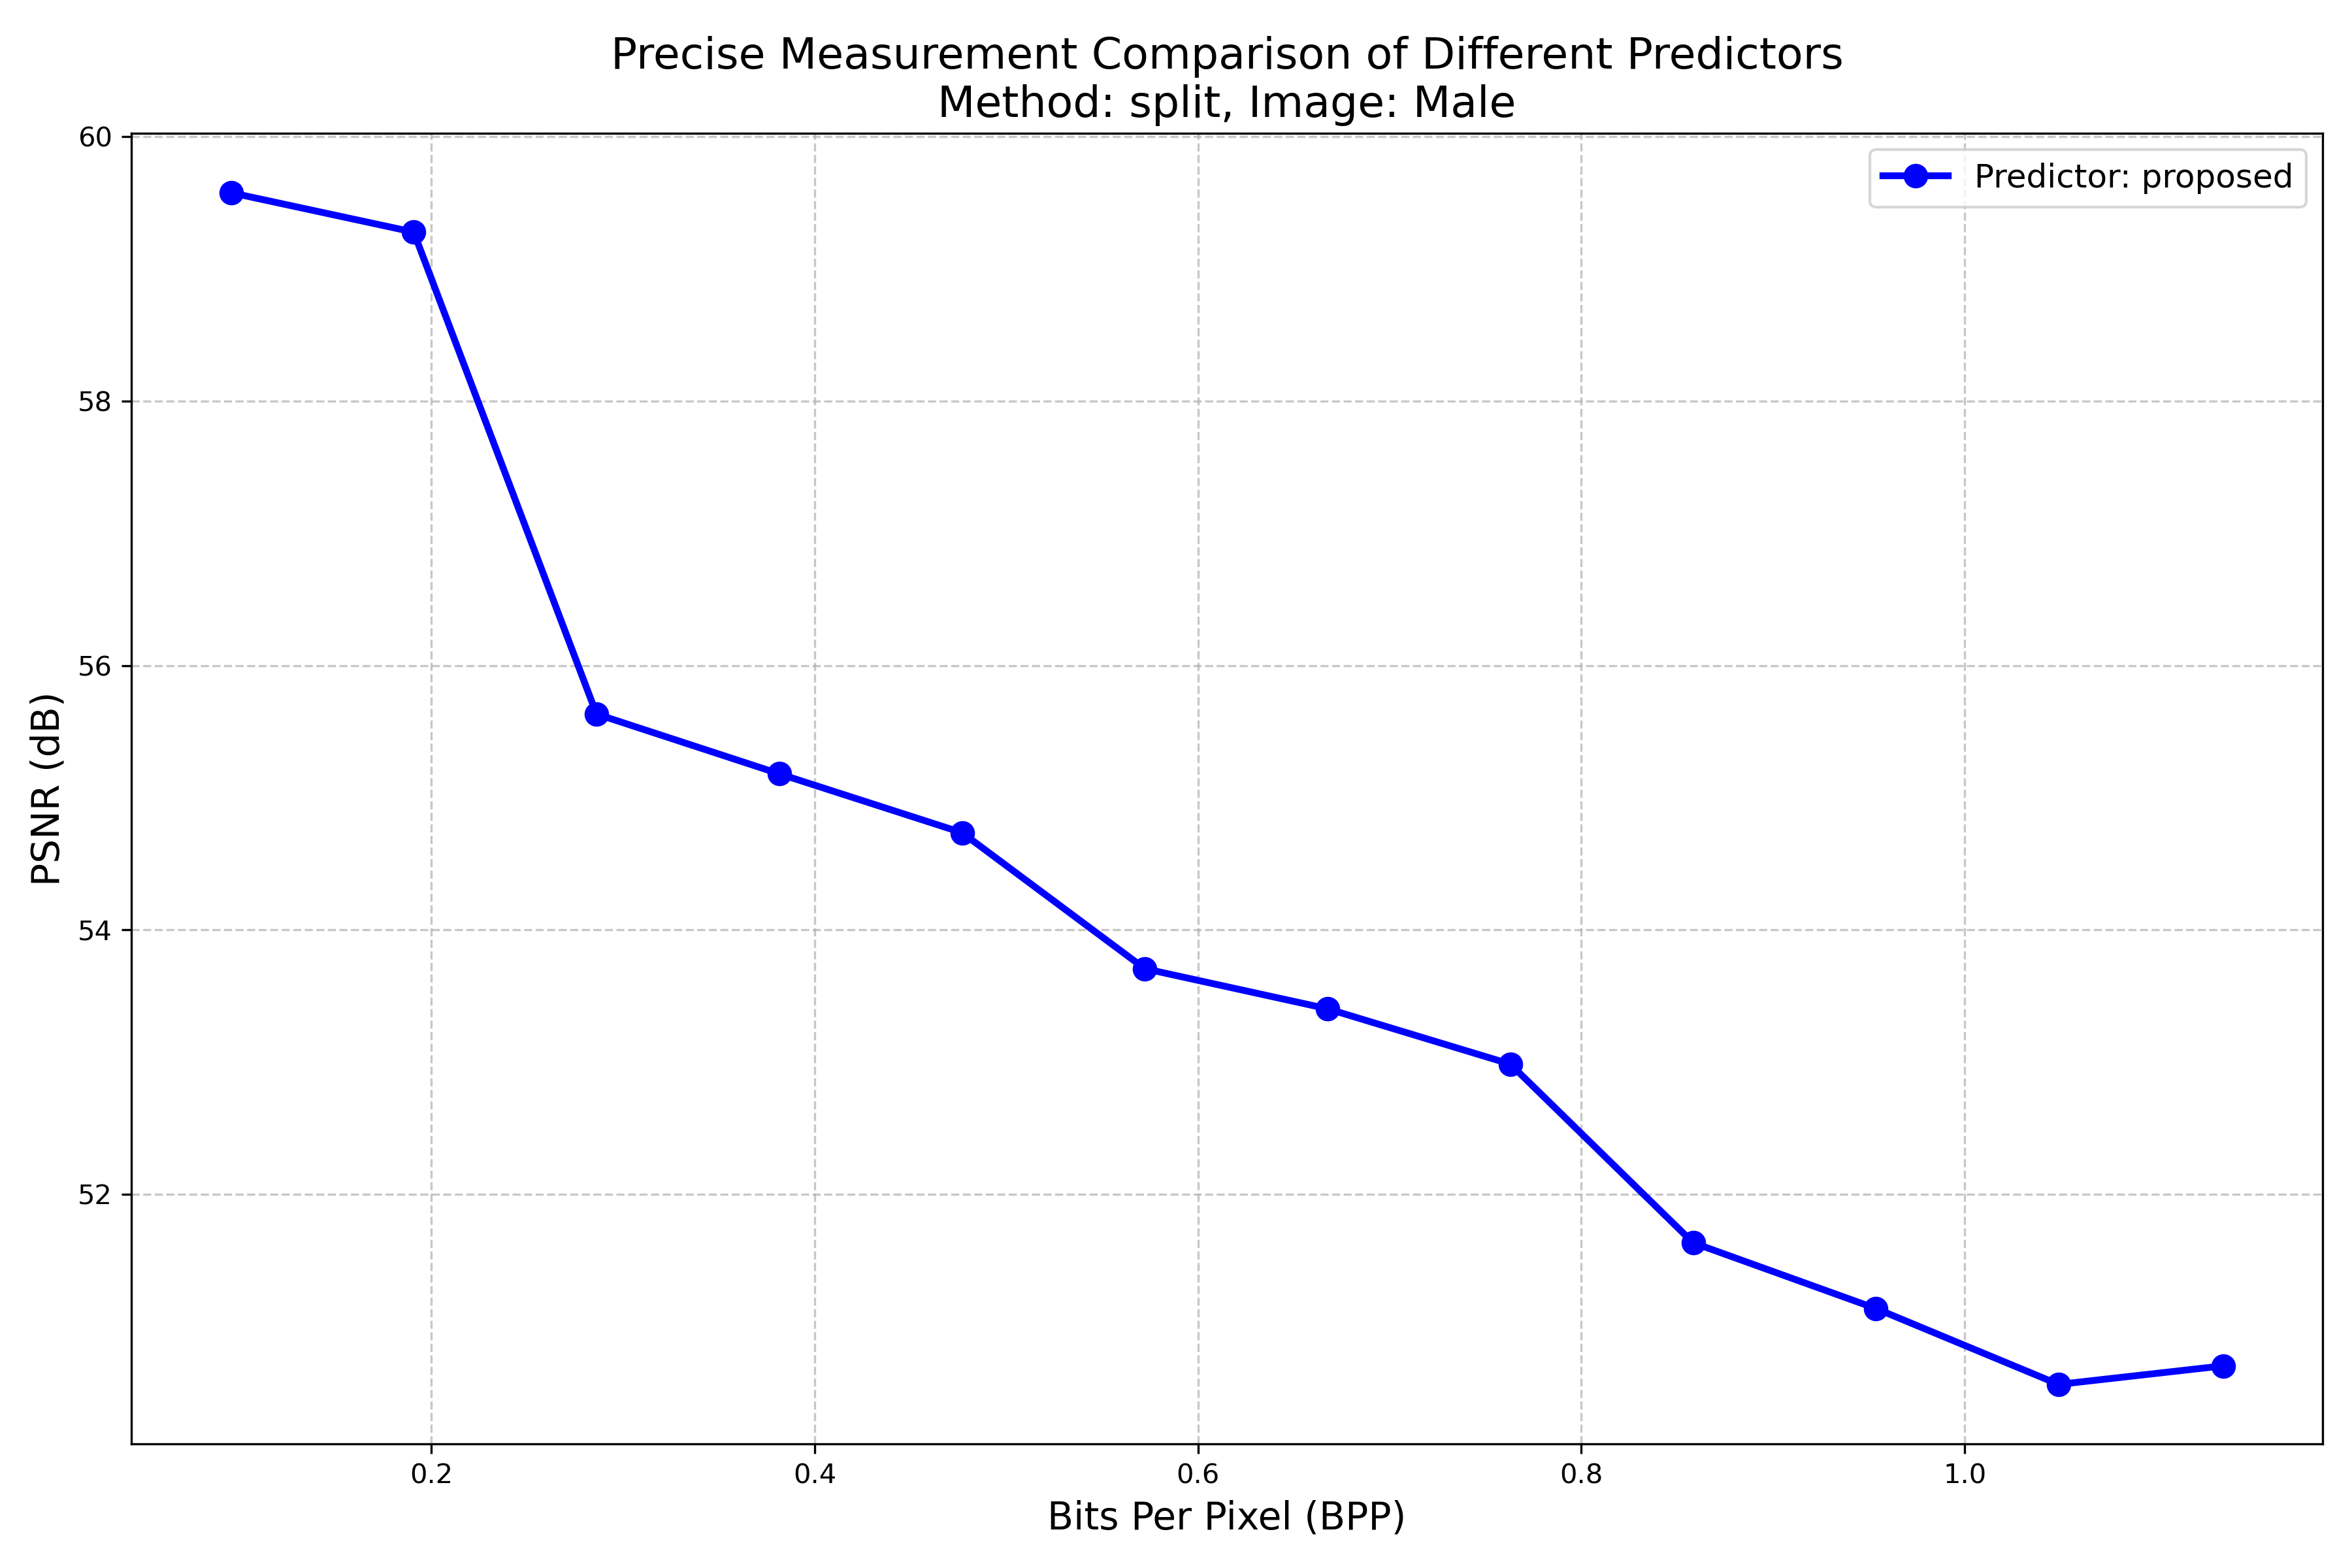 Precise Measurement Comparison of Different Predictors
Method: split, Image: Male
Predictor: proposed
PSNR (dB)
60
58
56
54
52
0.2
0.4
0.6
0.8
1.0
Bits Per Pixel (BPP)